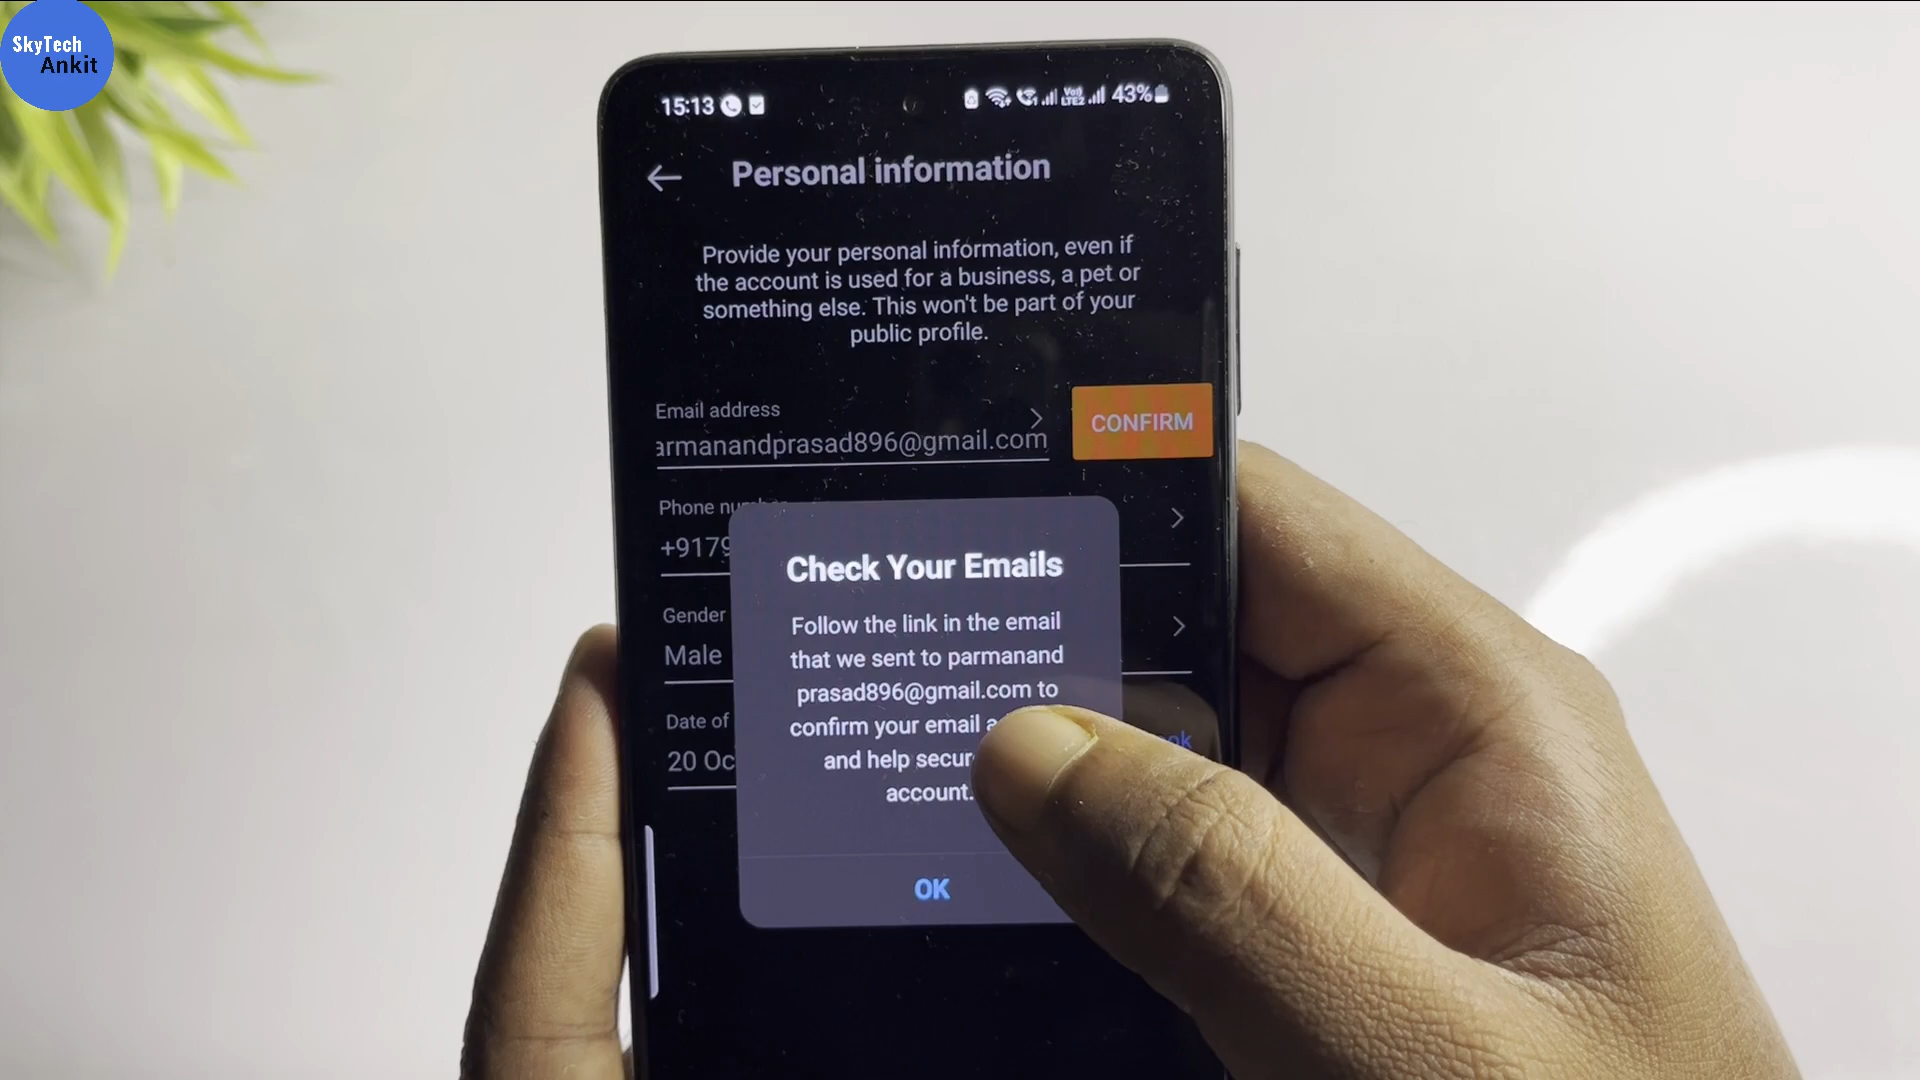 SkyTech
Ankit
15:13
43%
Personal information
Provide your personal information, even if
the account is used for a business, a pet or
something else. This won't be part of your
public profile.
Email address
armanandprasad896@gmail.com
CONFIRM
Phone
+9179
Gender
Male
Date of
20 Oc
Check Your Emails
Follow the link in the email
that we sent to parmanand
prasad896@gmail.com to
confirm your email
and help secur
account.
OK